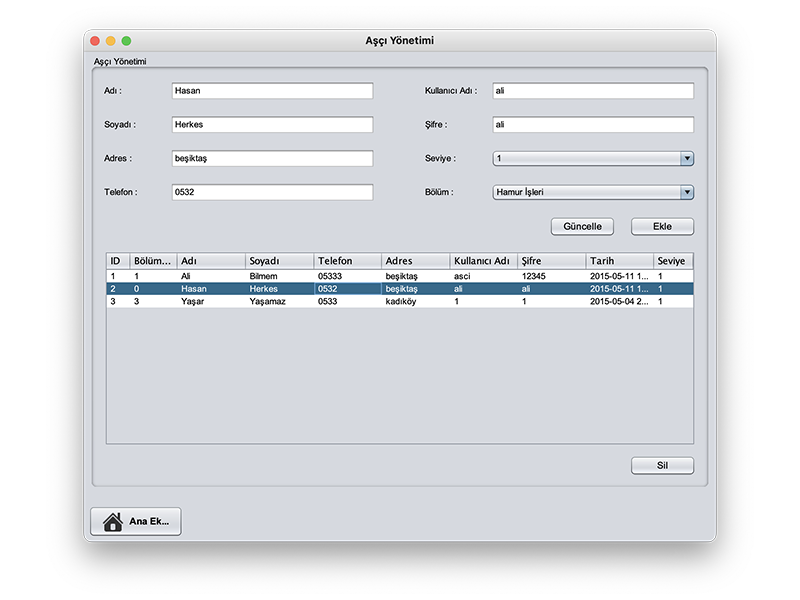 Aşçı Yönetimi
Aşçı Yönetimi
Adı : Hasan Kullanıcı Adı : ali
Soyadı : Herkes Şifre : ali
Adres : beşiktaş Seviye : 1
Telefon : 0532 Bölüm : Hamur İşleri
Güncelle Ekle
ID Bölüm... Adı Soyadı Telefon Adres Kullanıcı Adı Şifre Tarih Seviye
1 1 Ali Bilmem 05333 beşiktaş asci 12345 2015-05-11 1... 1
2 0 Hasan Herkes 0532 beşiktaş ali ali 2015-05-11 1... 1
3 3 Yaşar Yaşamaz 0533 kadıköy 1 1 2015-05-04 2... 1
Sil
Ana Ek...